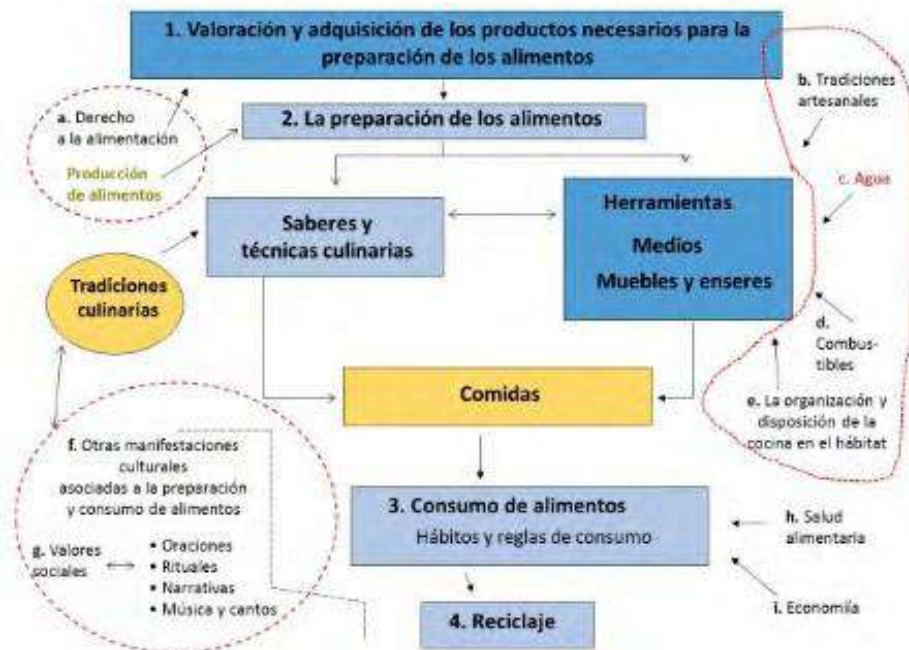 1. Valoración y adquisición de los productos necesarios para la
preparación de los alimentos
a. Derecho
a la alimentación
Producción
de alimentos
2. La preparación de los alimentos
b. Tradiciones
artesanales
c. Agua
Saberes y
técnicas culinarias
Herramientas
Medios
Muebles y enseres
Tradiciones
culinarias
d.
Combus-
tibles
Comidas
e. La organización y
disposición de la
cocina en el hábitat
f. Otras manifestaciones
culturales
asociadas a la preparación
y consumo de alimentos
g. Valores
sociales
• Oraciones
• Rituales
• Narrativas
• Música y cantos
3. Consumo de alimentos
Hábitos y reglas de consumo
h. Salud
alimentaria
i. Economíía
4. Reciclaje